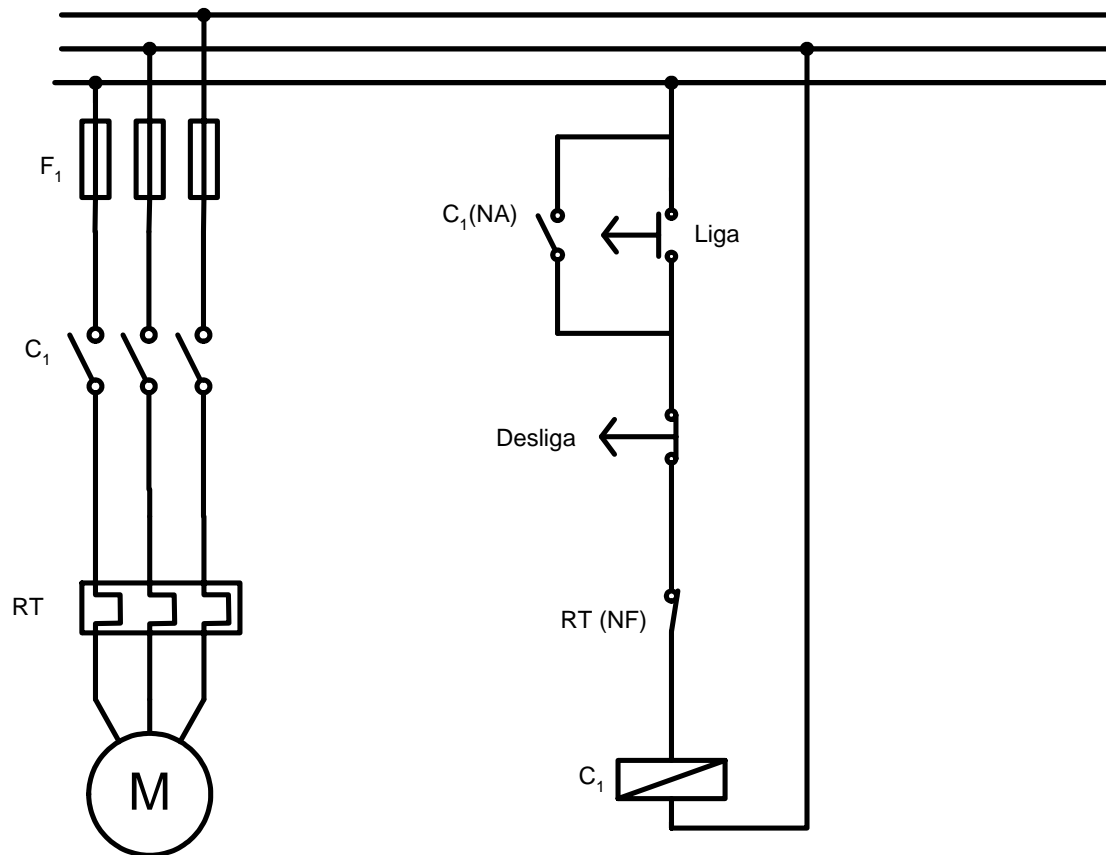 F₁
C₁(NA)
Liga
C₁
Desliga
RT
RT (NF)
C₁
M